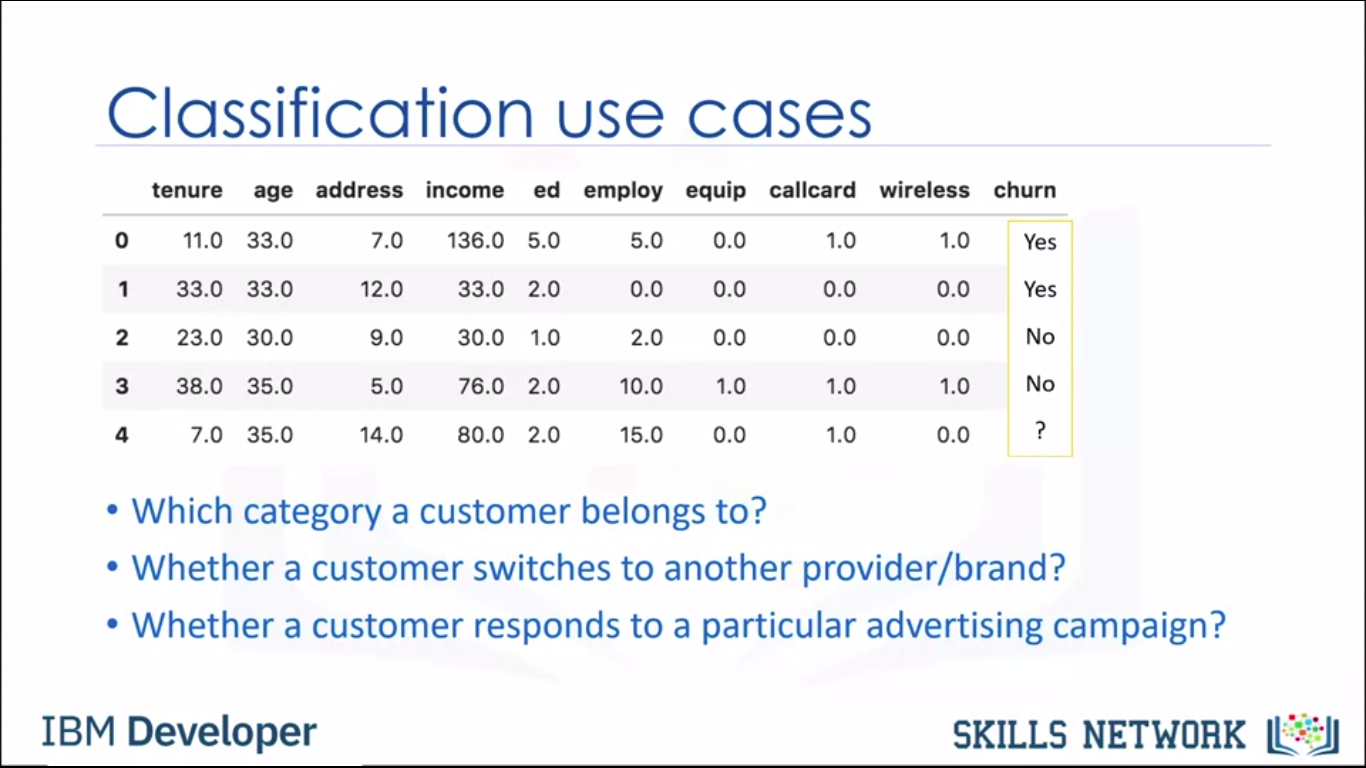 Classification use cases
tenure age address income ed employ equip callcard wireless churn
0 11.0 33.0 7.0 136.0 5.0 5.0 0.0 1.0 1.0 Yes
1 33.0 33.0 12.0 33.0 2.0 0.0 0.0 0.0 0.0 Yes
2 23.0 30.0 9.0 30.0 1.0 2.0 0.0 0.0 0.0 No
3 38.0 35.0 5.0 76.0 2.0 10.0 1.0 1.0 1.0 No
4 7.0 35.0 14.0 80.0 2.0 15.0 0.0 1.0 0.0 ?
• Which category a customer belongs to?
• Whether a customer switches to another provider/brand?
• Whether a customer responds to a particular advertising campaign?
IBM Developer
SKILLS NETWORK